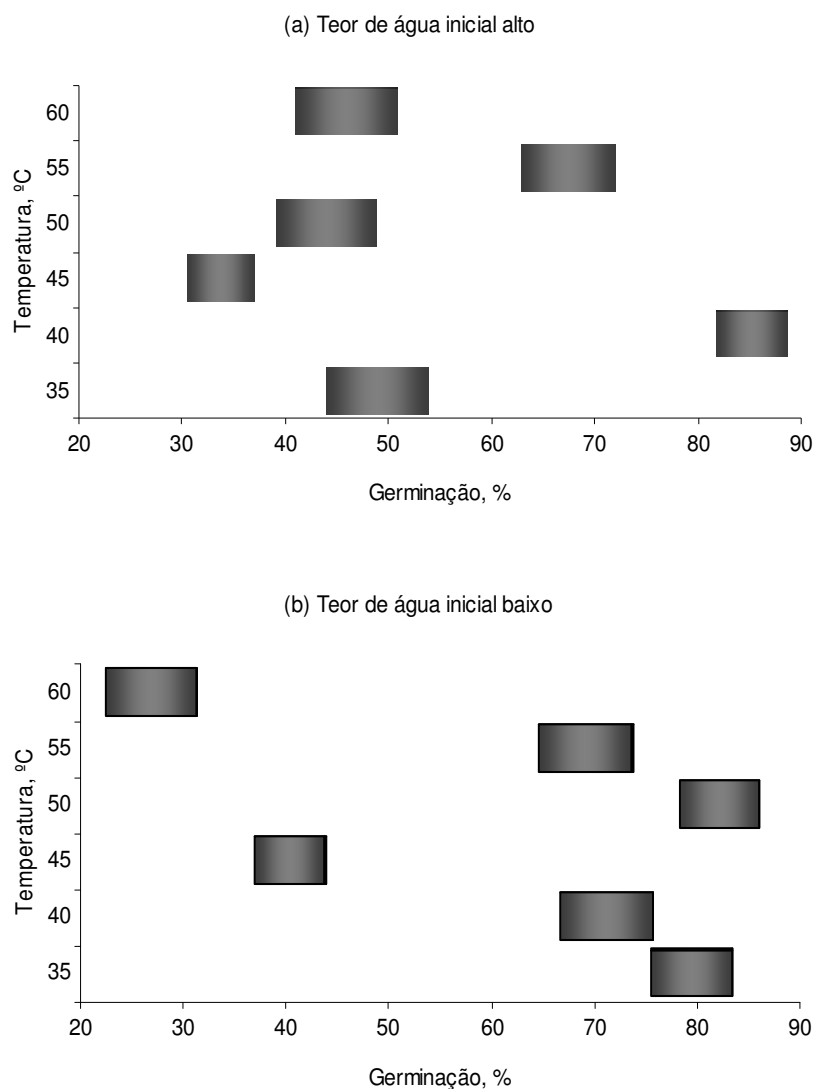 (a) Teor de água inicial alto
Temperatura, ºC
60
55
50
45
40
35
20 30 40 50 60 70 80 90
Germinação, %
(b) Teor de água inicial baixo
Temperatura, ºC
60
55
50
45
40
35
20 30 40 50 60 70 80 90
Germinação, %